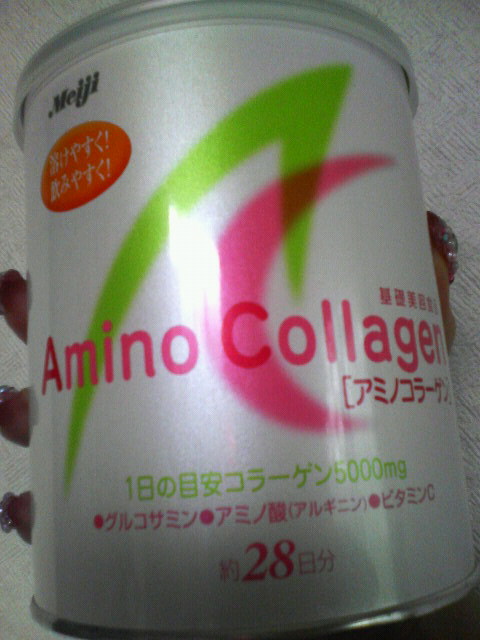 Meiji
溶けやすく!
飲みやすく!
基礎美容食
Amino Collagen
[アミノコラーゲン]
1日の目安コラーゲン5000mg
●グルコサミン●アミノ酸(アルギニン)●ビタミンC
約28日分